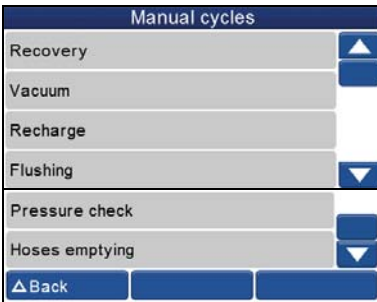 Manual cycles
Recovery
Vacuum
Recharge
Flushing
Pressure check
Hoses emptying
Back